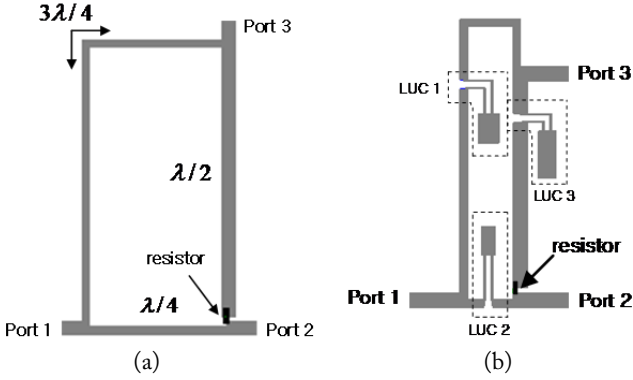 3λ/4
Port 3
λ/2
resistor
λ/4
Port 1
Port 2
(a)
LUC 1
Port 3
LUC 3
resistor
Port 1
Port 2
LUC 2
(b)